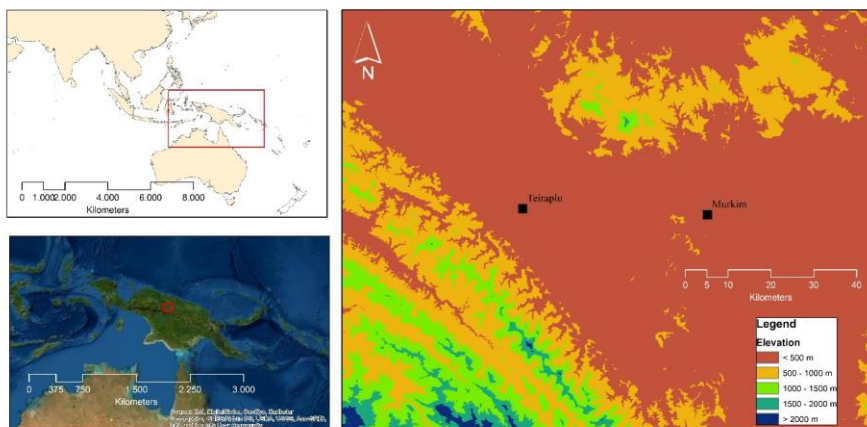 0 1.000 2.000 4.000 6.000 8.000
Kilometers
0 375 750 1.500 2.250 3.000
Kilometers
N
Telraplu
Murkim
0 5 10 20 30 40
Kilometers
Legend
Elevation
< 500 m
500 - 1000 m
1000 - 1500 m
1500 - 2000 m
> 2000 m